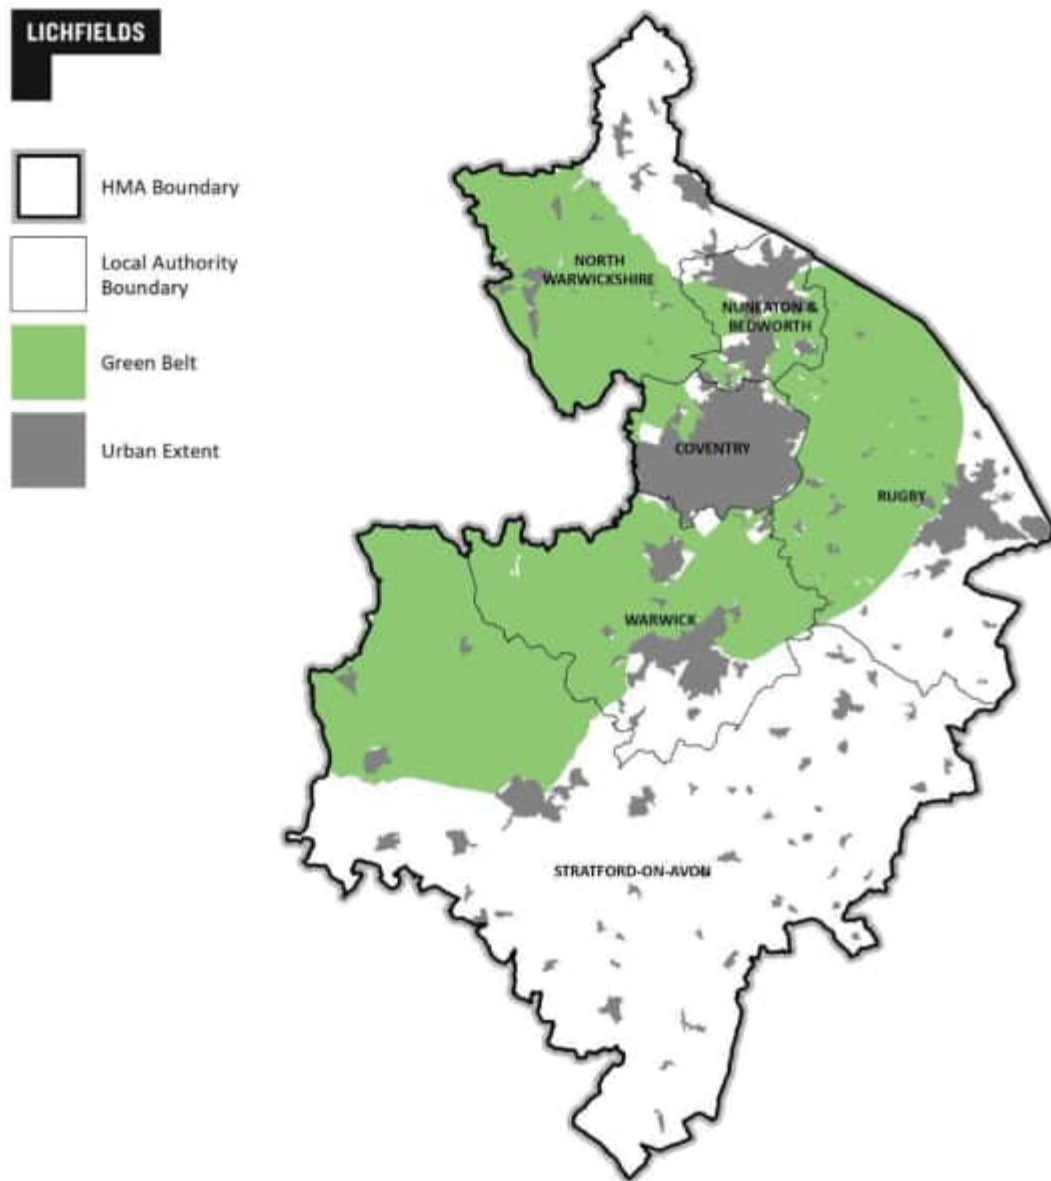 LICHFIELDS
HMA Boundary
Local Authority
Boundary
Green Belt
Urban Extent
NORTH
WARWICKSHIRE
NUNEATON &
BEDWORTH
COVENTRY
RUGBY
WARWICK
STRATFORD-ON-AVON